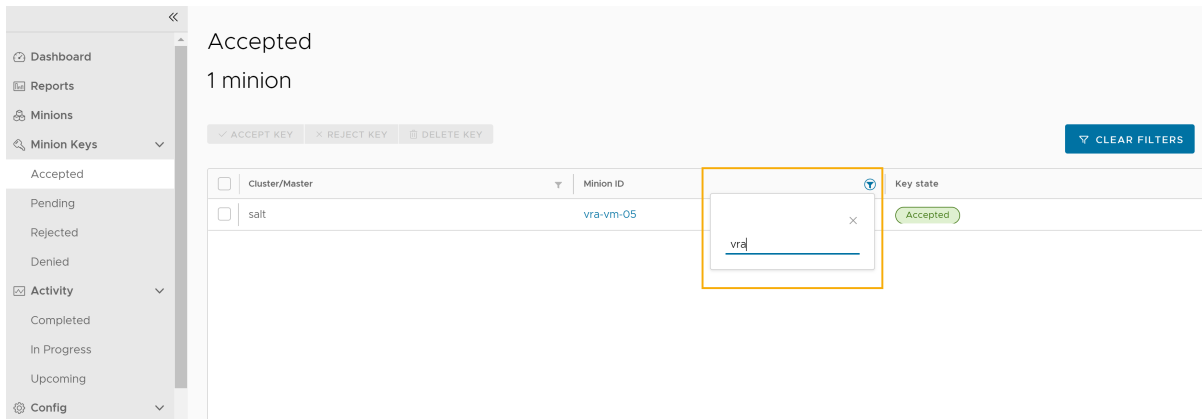 Dashboard
Reports
Minions
Minion Keys
Accepted
Pending
Rejected
Denied
Activity
Completed
In Progress
Upcoming
Config
Accepted
1 minion
ACCEPT KEY REJECT KEY DELETE KEY
CLEAR FILTERS
Cluster/Master Minion ID Key state
salt vra-vm-05 Accepted
vra